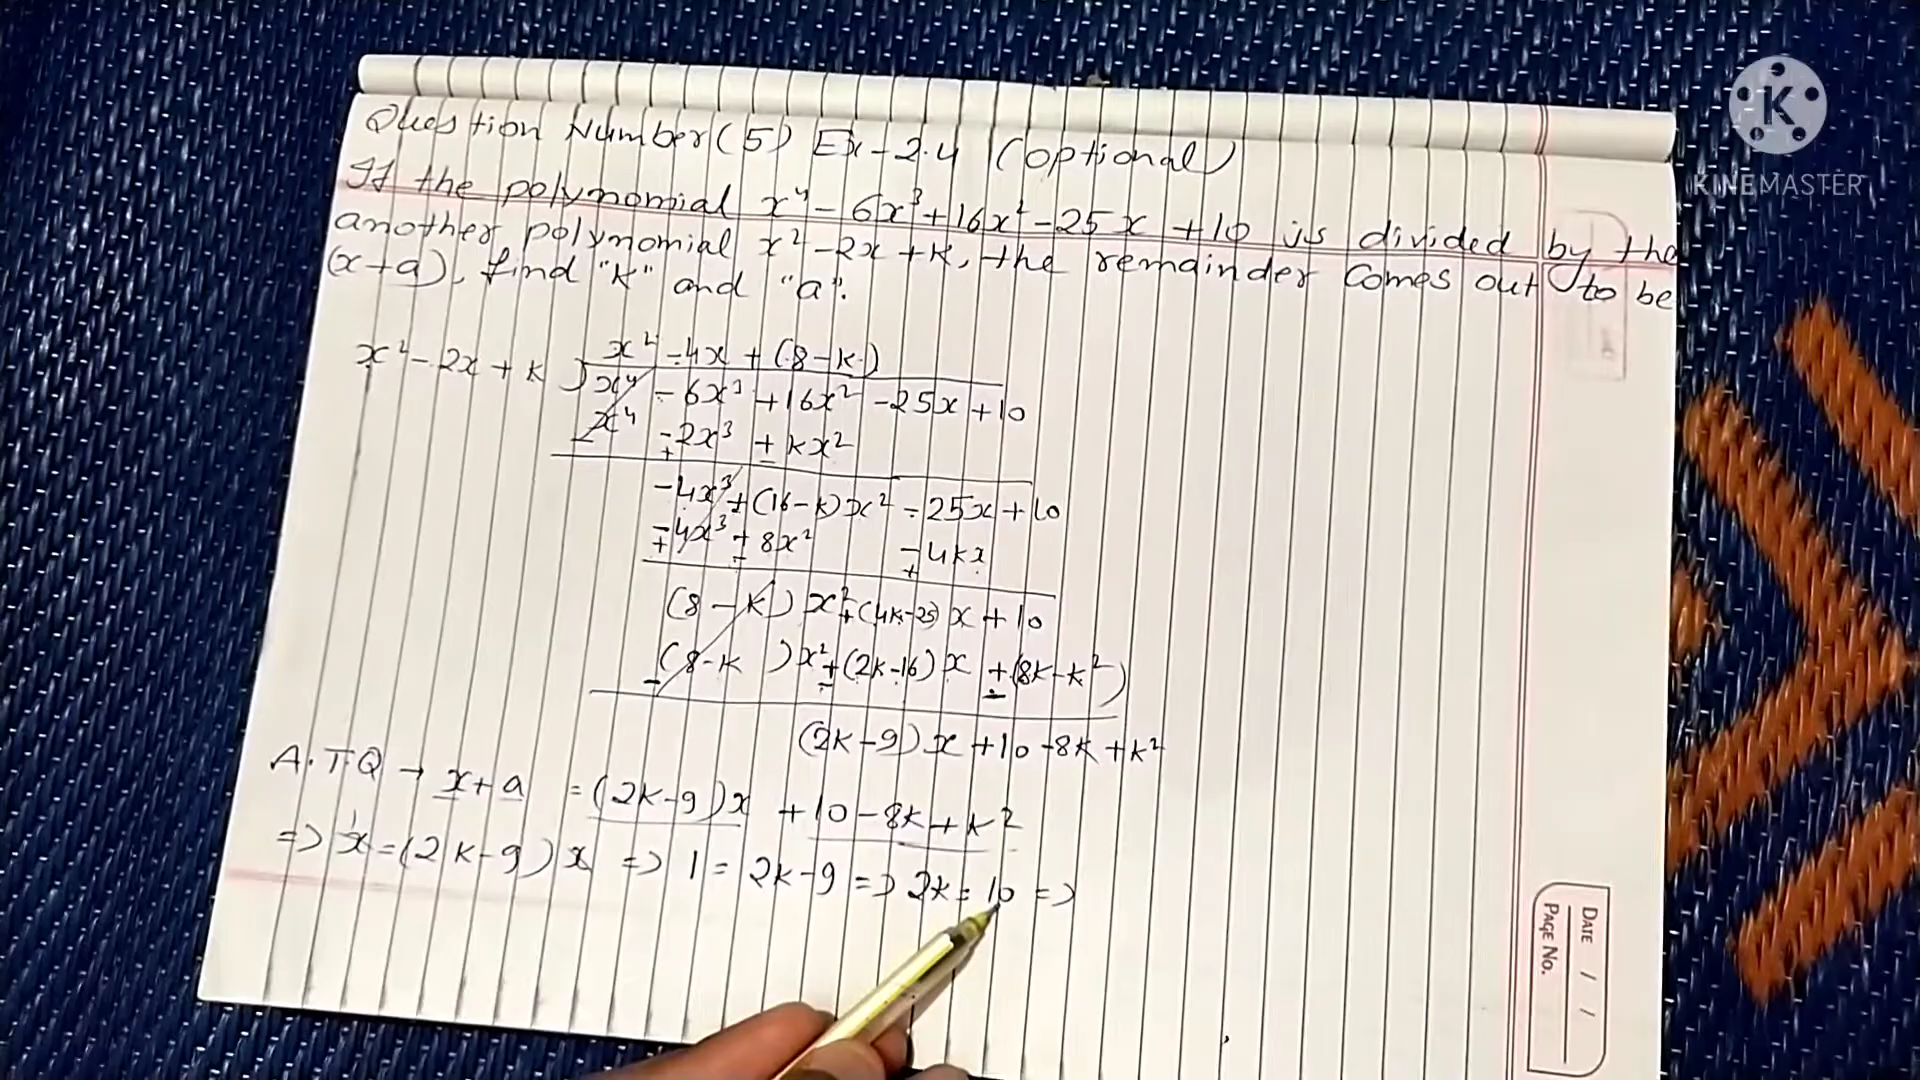 Question Number (5) Ex-2.4 (optional)
If the polynomial x⁴ - 6x³ + 16x² - 25x + 10 is divided by tha
another polynomial x² - 2x + k, the remainder comes out to be
(x+a), find "k" and "a".
x² - 4x + (8-k)
x² - 2x + k ) x⁴ - 6x³ + 16x² - 25x + 10
x⁴ - 2x³ + kx²
- + -
-4x³ + (16-k)x² - 25x + 10
-4x³ + 8x² - 4kx
+ - +
(8-k)x² + (4k-25)x + 10
(8-k)x² + (2k-16)x + (8k-k²)
- - -
(2k-9)x + 10 - 8k + k²
A.T.Q → x+a = (2k-9)x + 10 - 8k + k²
=> 1x = (2k-9)x => 1 = 2k-9 => 2k = 10 =>
K
KINEMASTER
DATE / /
PAGE NO.